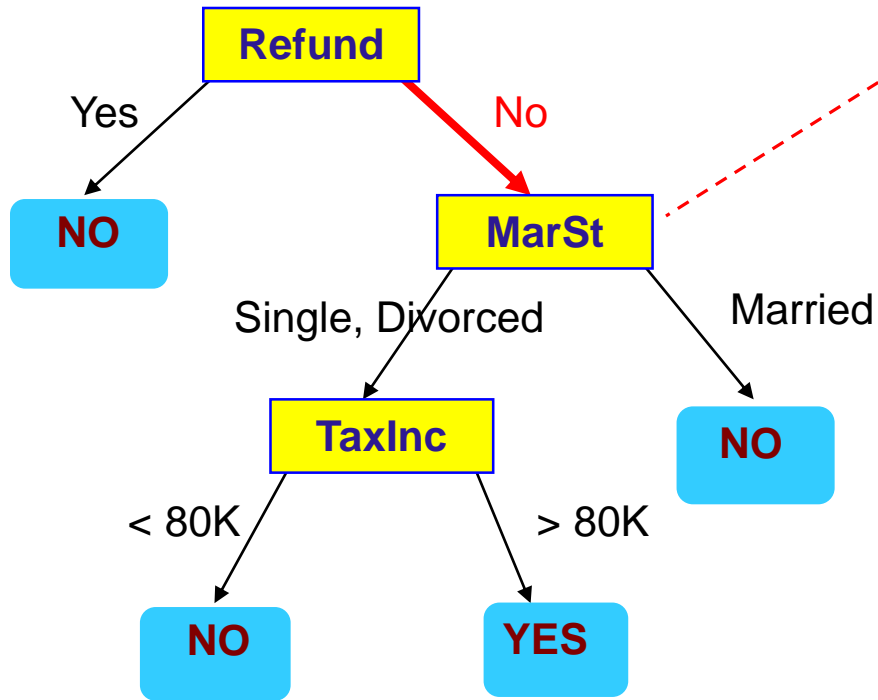 Refund
Yes
No
NO
MarSt
Single, Divorced
Married
TaxInc
NO
< 80K
> 80K
NO
YES